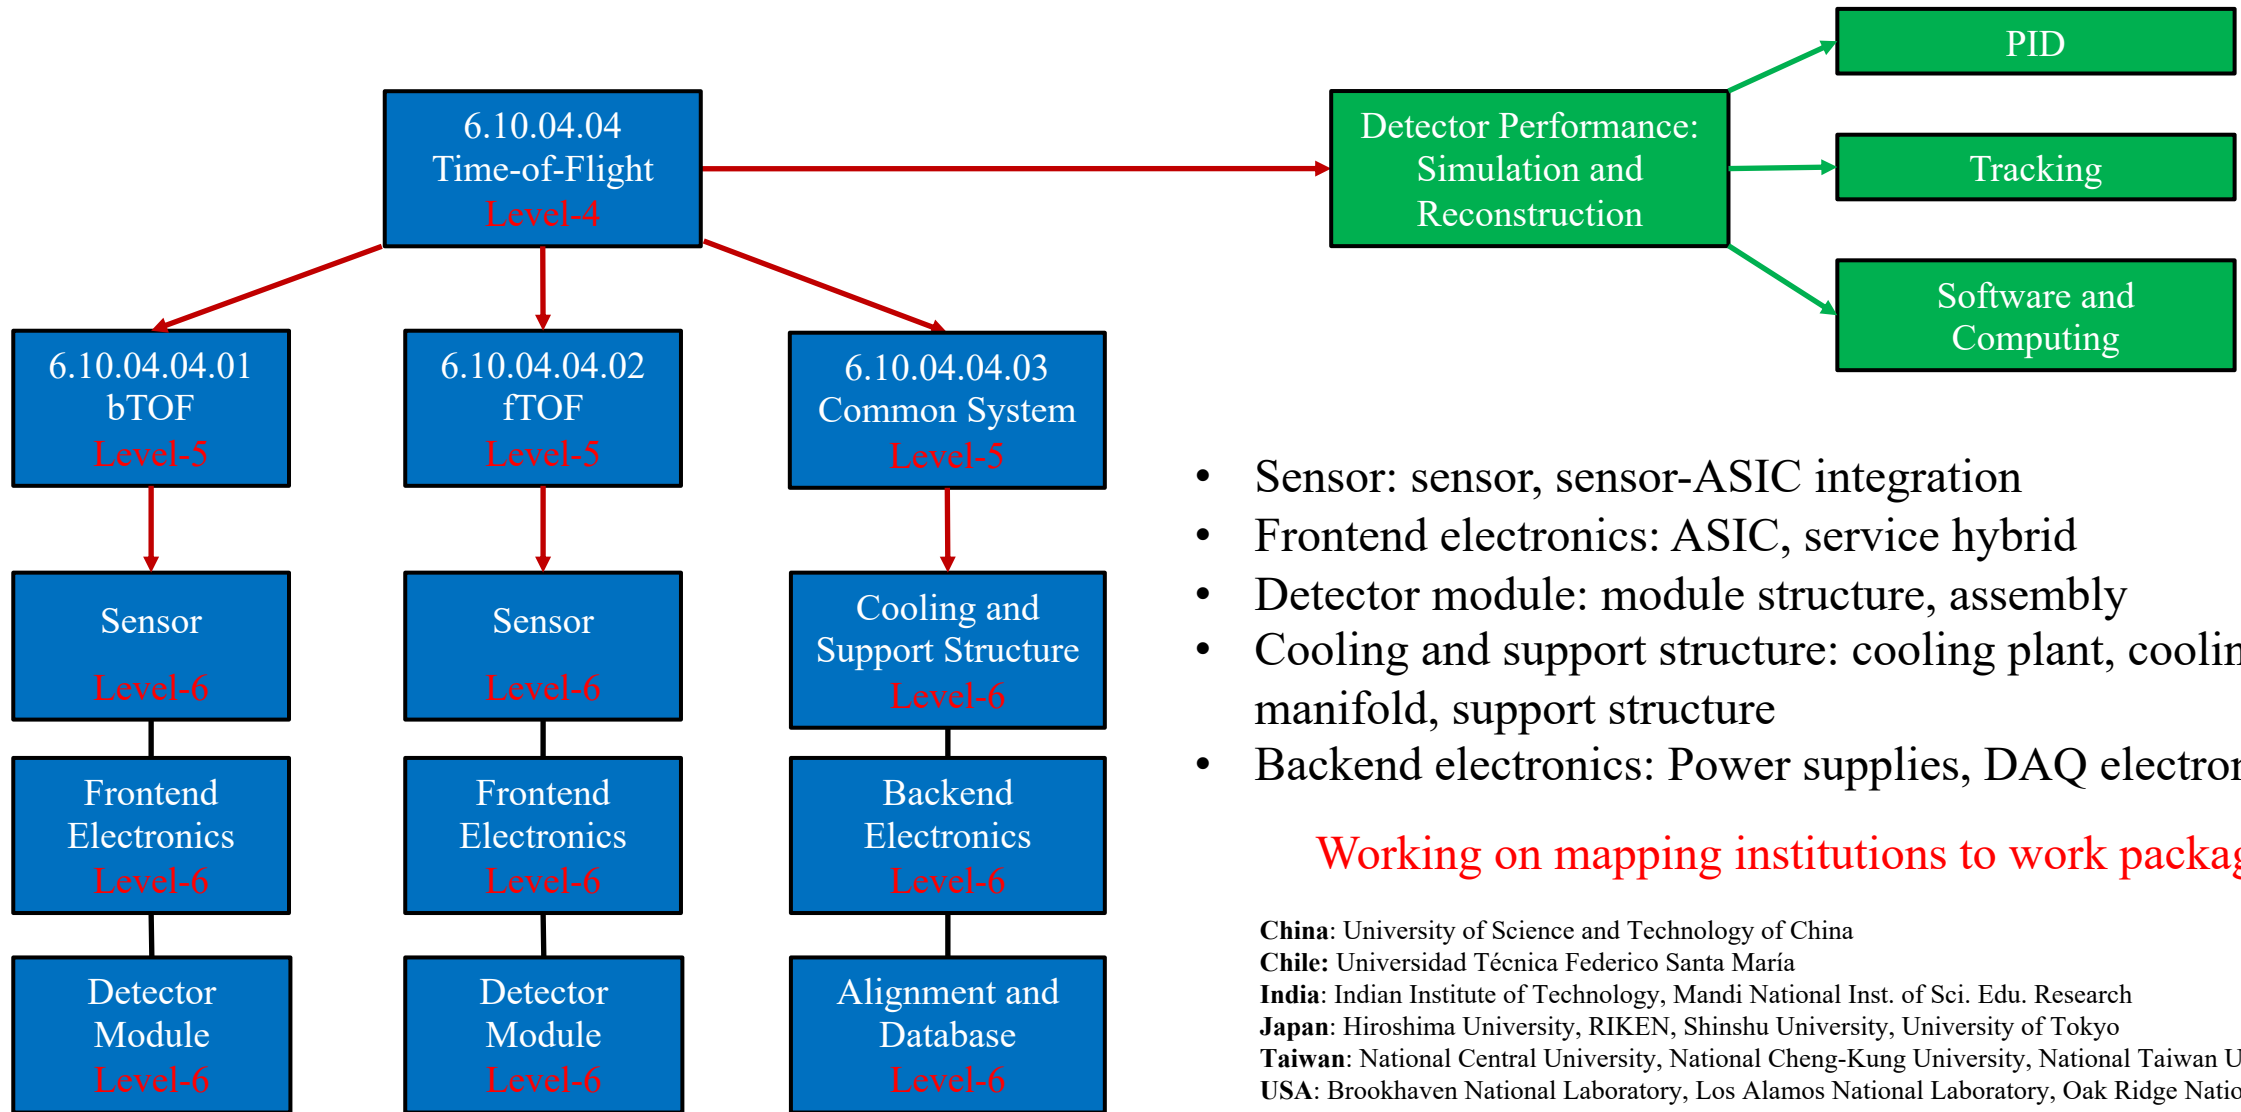 6.10.04.04
Time-of-Flight
Level-4
Detector Performance:
Simulation and
Reconstruction
PID
Tracking
Software and
Computing
6.10.04.04.01
bTOF
Level-5
6.10.04.04.02
fTOF
Level-5
6.10.04.04.03
Common System
Level-5
Sensor
Level-6
Sensor
Level-6
Cooling and
Support Structure
Level-6
Frontend
Electronics
Level-6
Frontend
Electronics
Level-6
Backend
Electronics
Level-6
Detector
Module
Level-6
Detector
Module
Level-6
Alignment and
Database
Level-6
• Sensor: sensor, sensor-ASIC integration
• Frontend electronics: ASIC, service hybrid
• Detector module: module structure, assembly
• Cooling and support structure: cooling plant,
manifold, support structure
• Backend electronics: Power supplies, DAQ
Working on mapping institutions to work
China: University of Science and Technology of China
Chile: Universidad Técnica Federico Santa María
India: Indian Institute of Technology, Mandi National Inst. of Sci. Edu. Research
Japan: Hiroshima University, RIKEN, Shinshu University, University of Tokyo
Taiwan: National Central University, National Cheng-Kung University, National Taiwan
USA: Brookhaven National Laboratory, Los Alamos National Laboratory, Oak Ridge